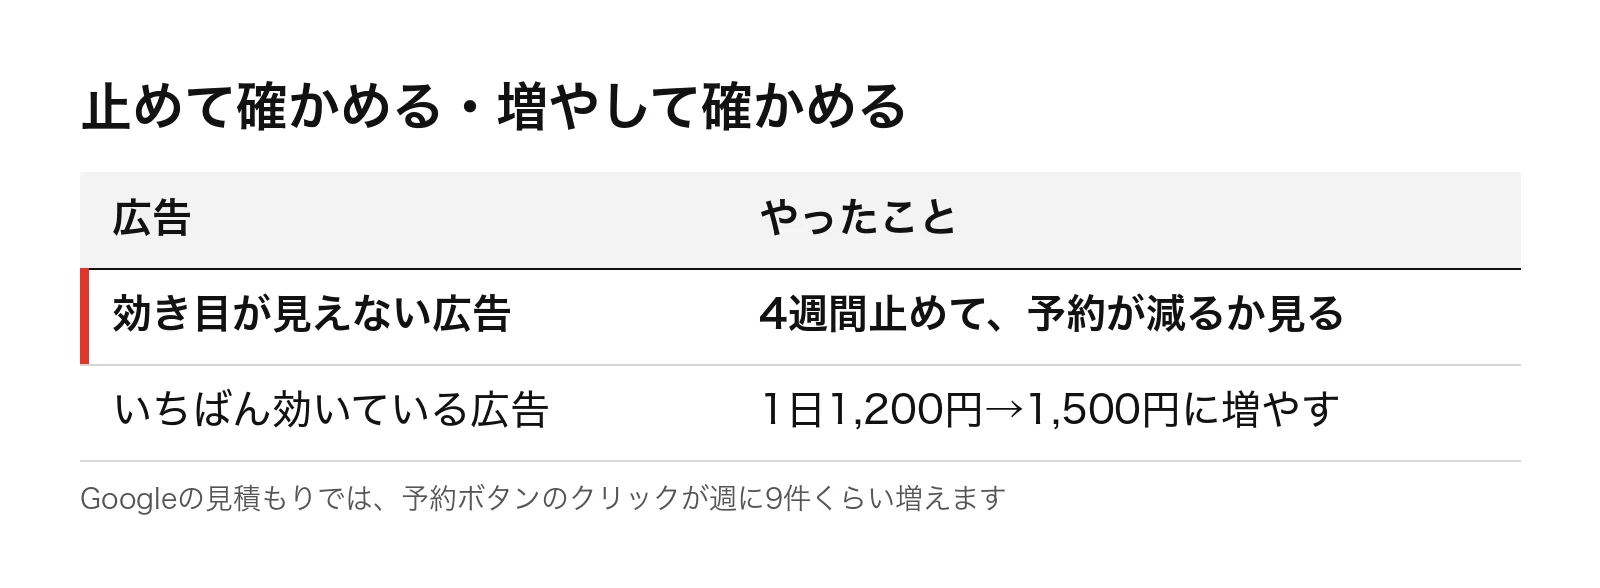 止めて確かめる・増やして確かめる
広告 やったこと
効き目が見えない広告 4週間止めて、予約が減るか見る
いちばん効いている広告 1日1,200円→1,500円に増やす
Googleの見積もりでは、予約ボタンのクリックが週に9件くらい増えます